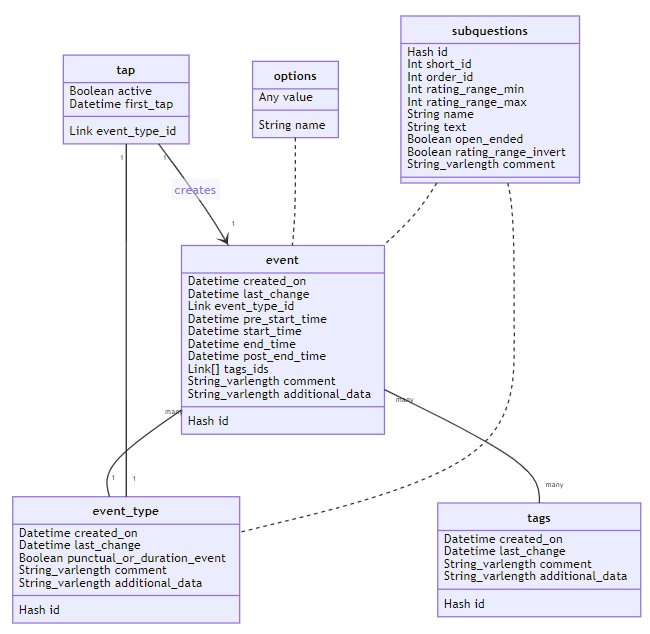 subquestions
Hash id
Int short_id
Int order_id
Int rating_range_min
Int rating_range_max
String name
String text
Boolean open_ended
Boolean rating_range_invert
String_varlength comment
tap
Boolean active
Datetime first_tap
Link event_type_id
options
Any value
String name
1
1
creates
1
event
Datetime created_on
Datetime last_change
Link event_type_id
Datetime pre_start_time
Datetime start_time
Datetime end_time
Datetime post_end_time
Link[] tags_ids
String_varlength comment
String_varlength additional_data
Hash id
many
many
1
1
many
event_type
Datetime created_on
Datetime last_change
Boolean punctual_or_duration_event
String_varlength comment
String_varlength additional_data
Hash id
tags
Datetime created_on
Datetime last_change
String_varlength comment
String_varlength additional_data
Hash id